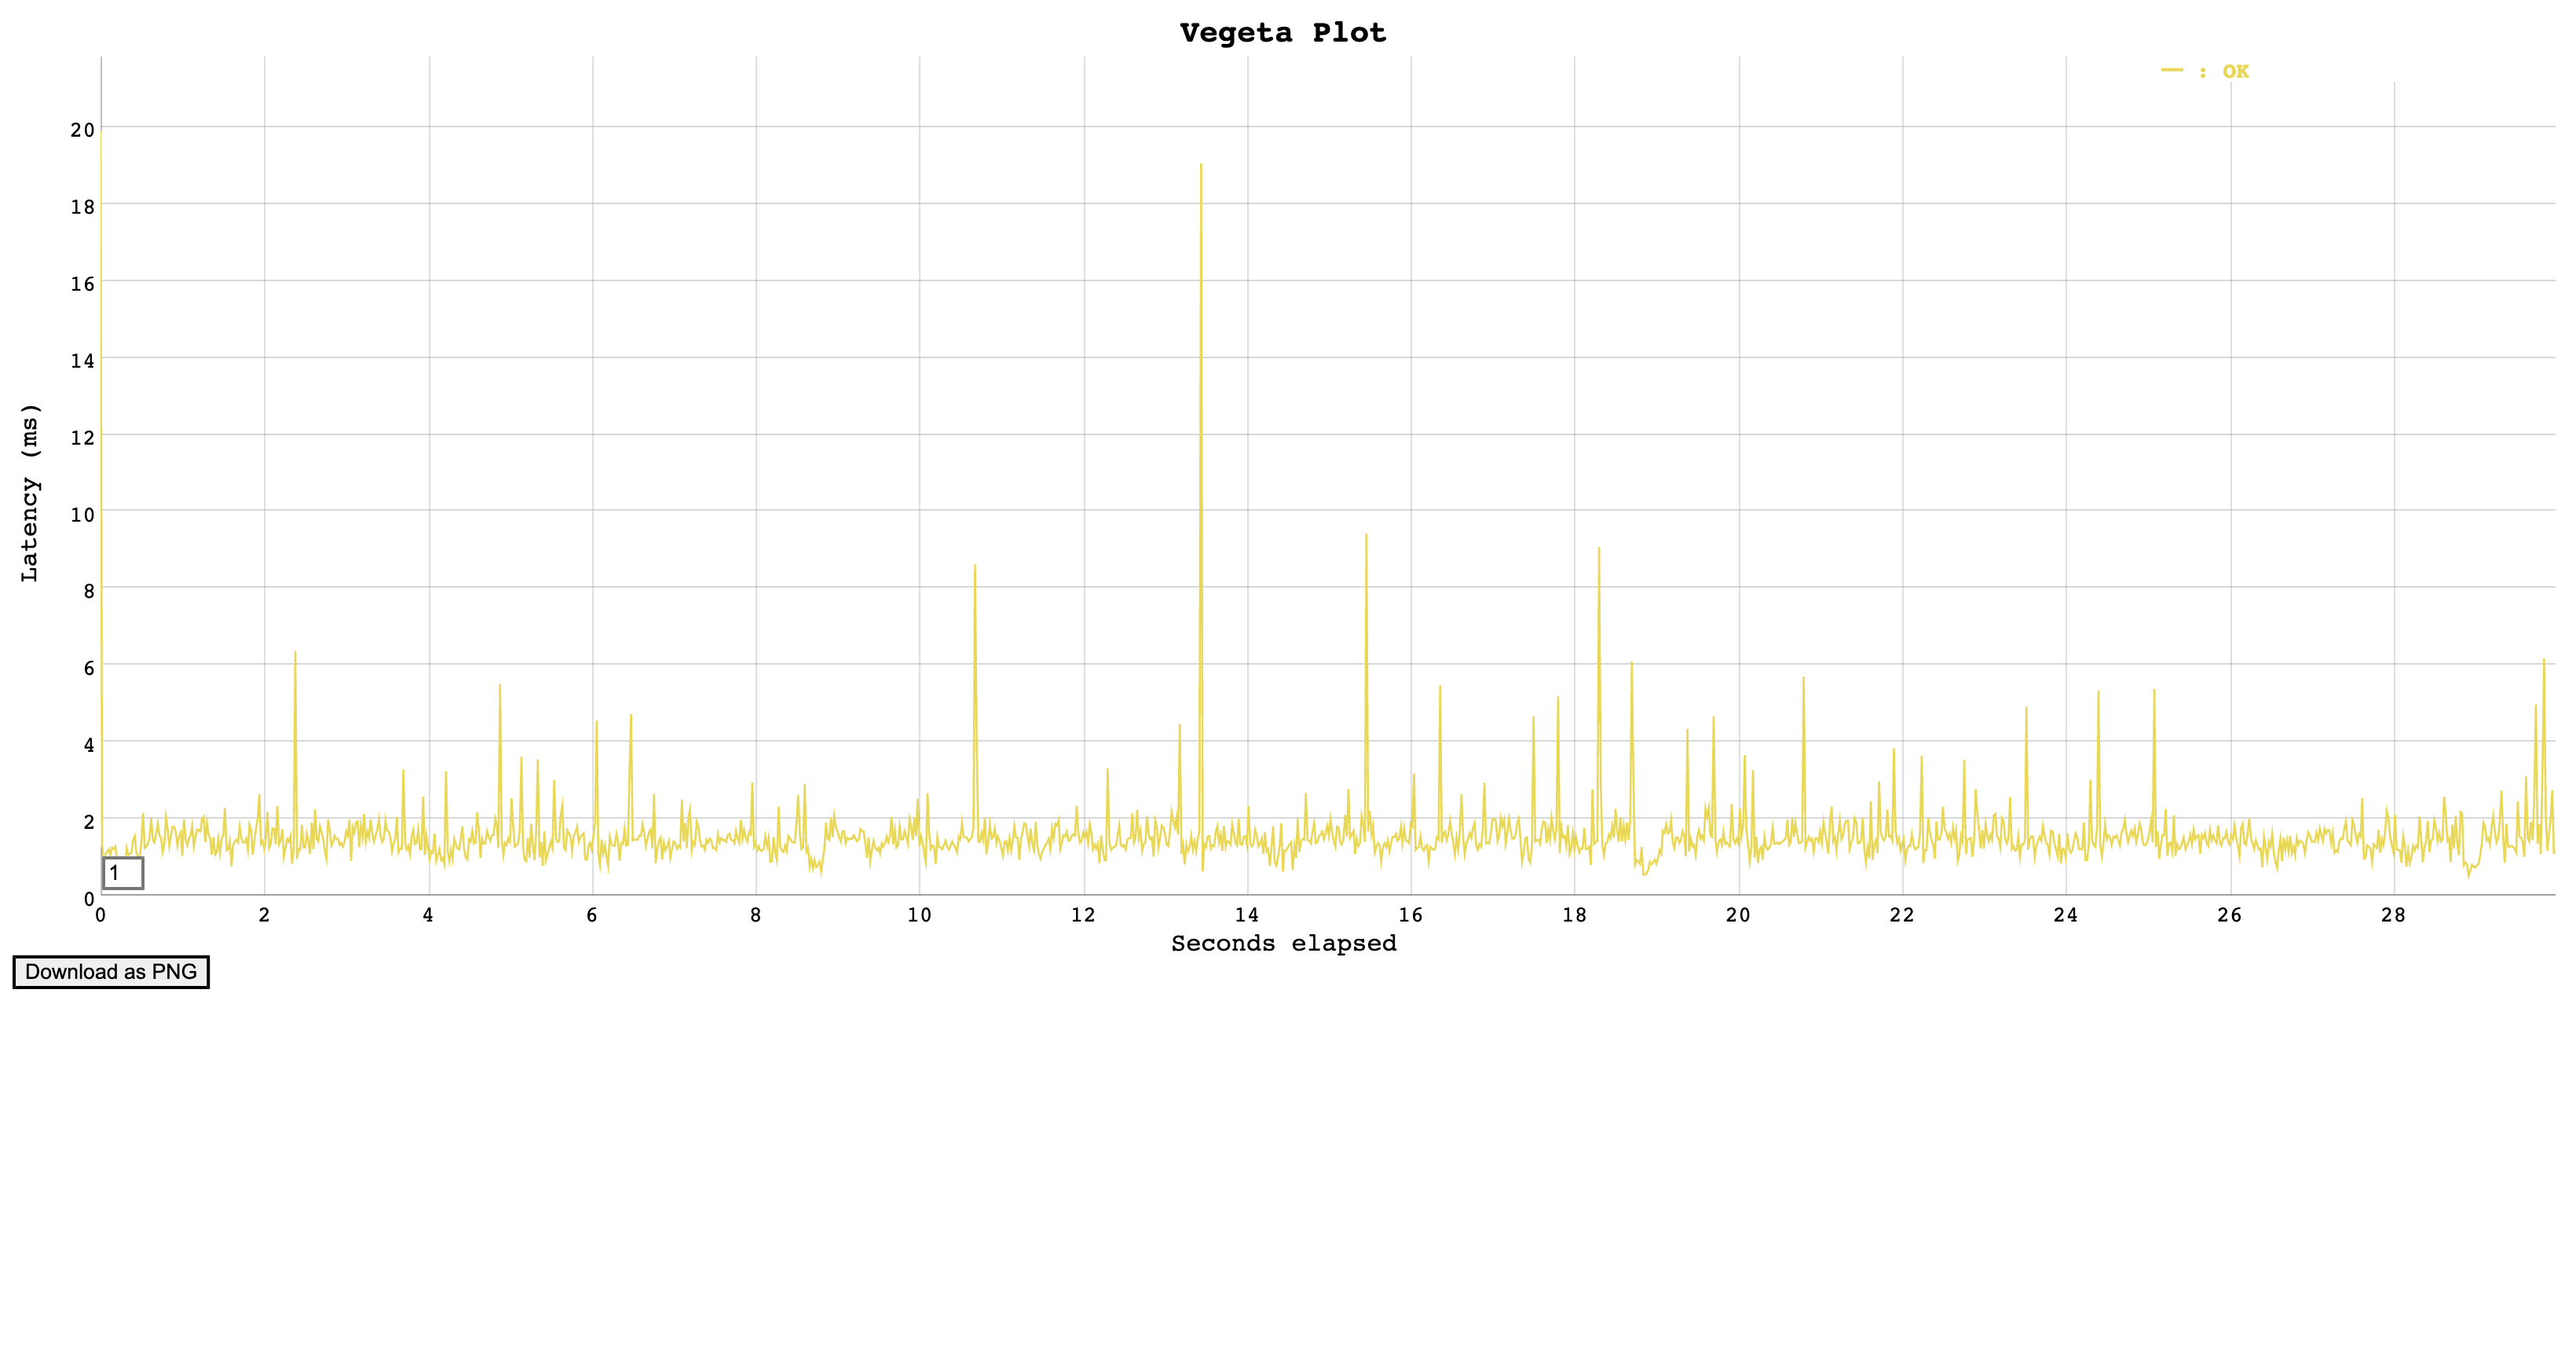 Vegeta Plot
— : OK
Latency (ms)
20
18
16
14
12
10
8
6
4
2
0
1
0 2 4 6 8 10 12 14 16 18 20 22 24 26 28
Seconds elapsed
Download as PNG